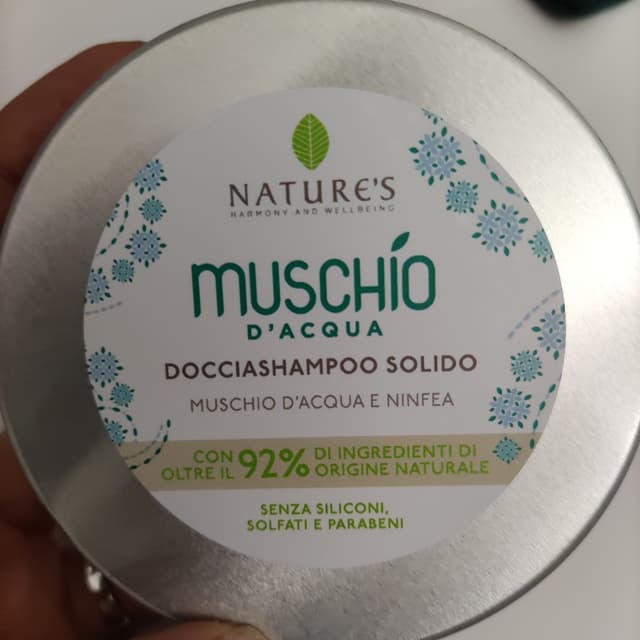 NATURE'S
HARMONY AND WELLBEING
MUSCHIO
D'ACQUA
DOCCIASHAMPOO SOLIDO
MUSCHIO D'ACQUA E NINFEA
CON OLTRE IL 92% DI INGREDIENTI DI ORIGINE NATURALE
SENZA SILICONI,
SOLFATI E PARABENI